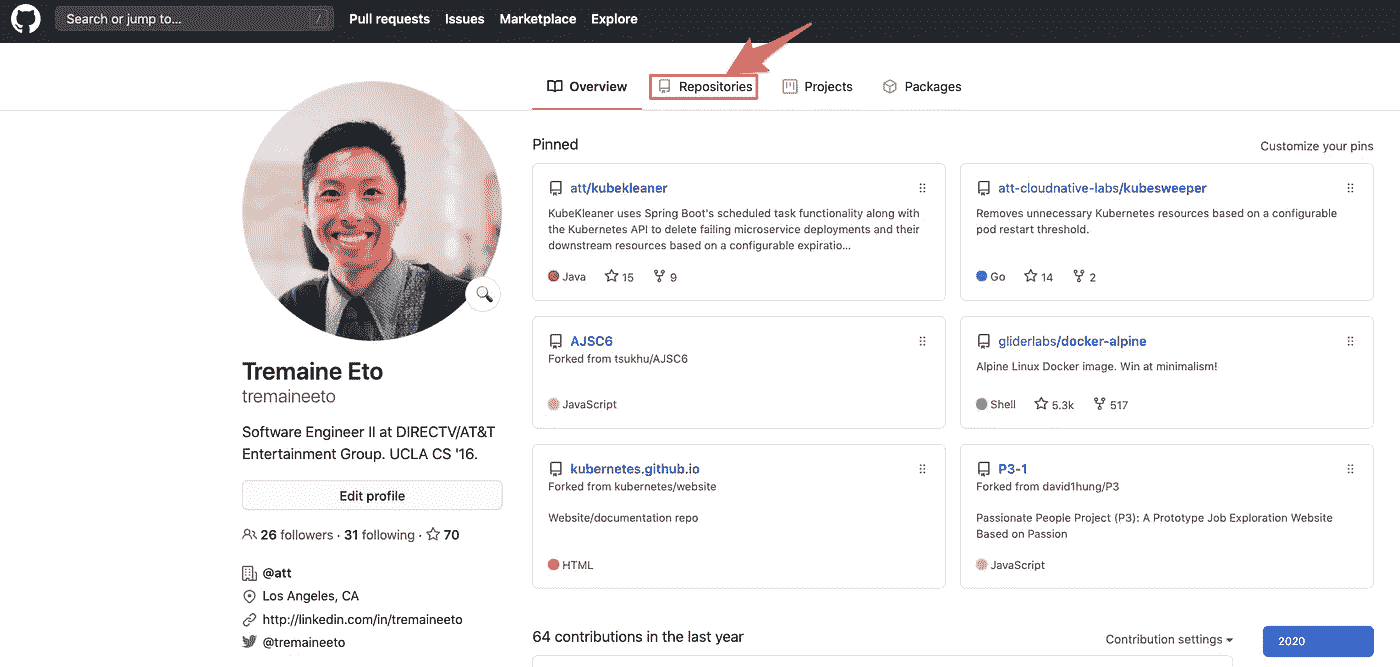 Search or jump to...
/
Pull requests
Issues
Marketplace
Explore
Overview
Repositories
Projects
Packages
Tremaine Eto
tremaineeto
Software Engineer II at DIRECTV/AT&T
Entertainment Group. UCLA CS '16.
Edit profile
26 followers · 31 following · 70
@att
Los Angeles, CA
http://linkedin.com/in/tremaineeto
@tremaineeto
Pinned
Customize your pins
att/kubekleaner
KubeKleaner uses Spring Boot's scheduled task functionality along with
the Kubernetes API to delete failing microservice deployments and their
downstream resources based on a configurable expiratio...
Java 15 9
att-cloudnative-labs/kubesweeper
Removes unnecessary Kubernetes resources based on a configurable
pod restart threshold.
Go 14 2
AJSC6
Forked from tsukhu/AJSC6
JavaScript
gliderlabs/docker-alpine
Alpine Linux Docker image. Win at minimalism!
Shell 5.3k 517
kubernetes.github.io
Forked from kubernetes/website
Website/documentation repo
HTML
P3-1
Forked from david1hung/P3
Passionate People Project (P3): A Prototype Job Exploration Website
Based on Passion
JavaScript
64 contributions in the last year
Contribution settings
2020